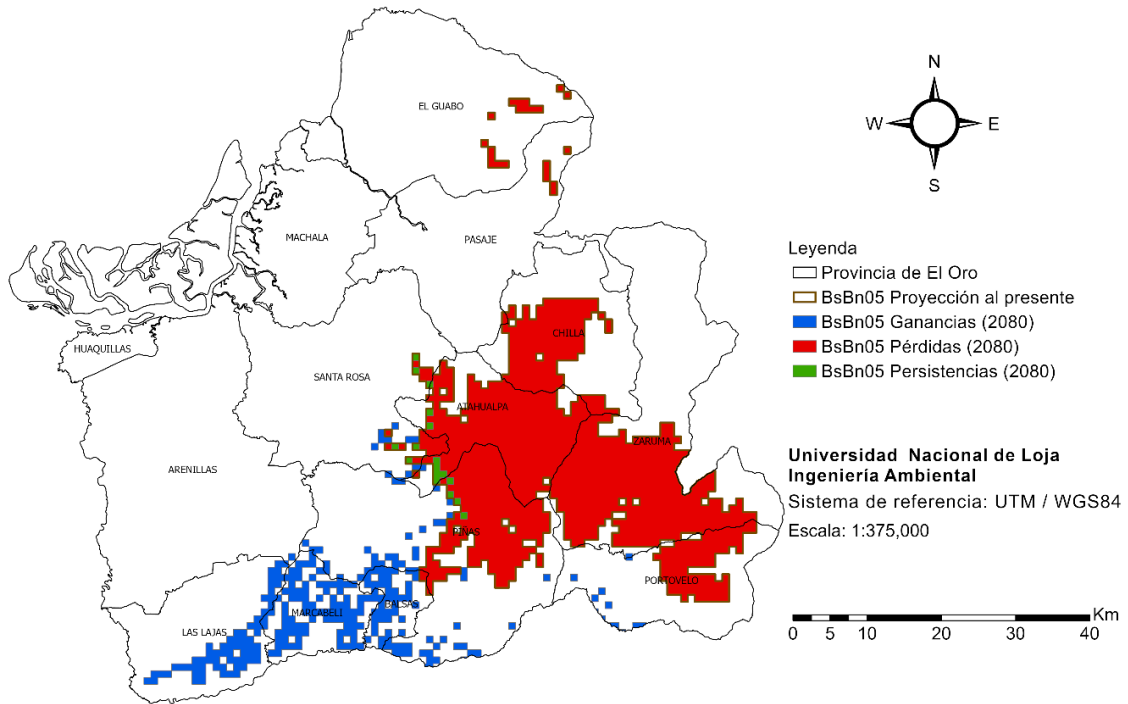 EL GUABO
MACHALA
PASAJE
HUAQUILLAS
SANTA ROSA
CHILLA
ATAHUALPA
ZARUMA
ARENILLAS
PIÑAS
PORTOVELO
LAS LAJAS
MARCABELI
BALSAS
N
W
E
S
Leyenda
Provincia de El Oro
BsBn05 Proyección al presente
BsBn05 Ganancias (2080)
BsBn05 Pérdidas (2080)
BsBn05 Persistencias (2080)
Universidad Nacional de Loja
Ingeniería Ambiental
Sistema de referencia: UTM / WGS84
Escala: 1:375,000
Km
0 5 10 20 30 40